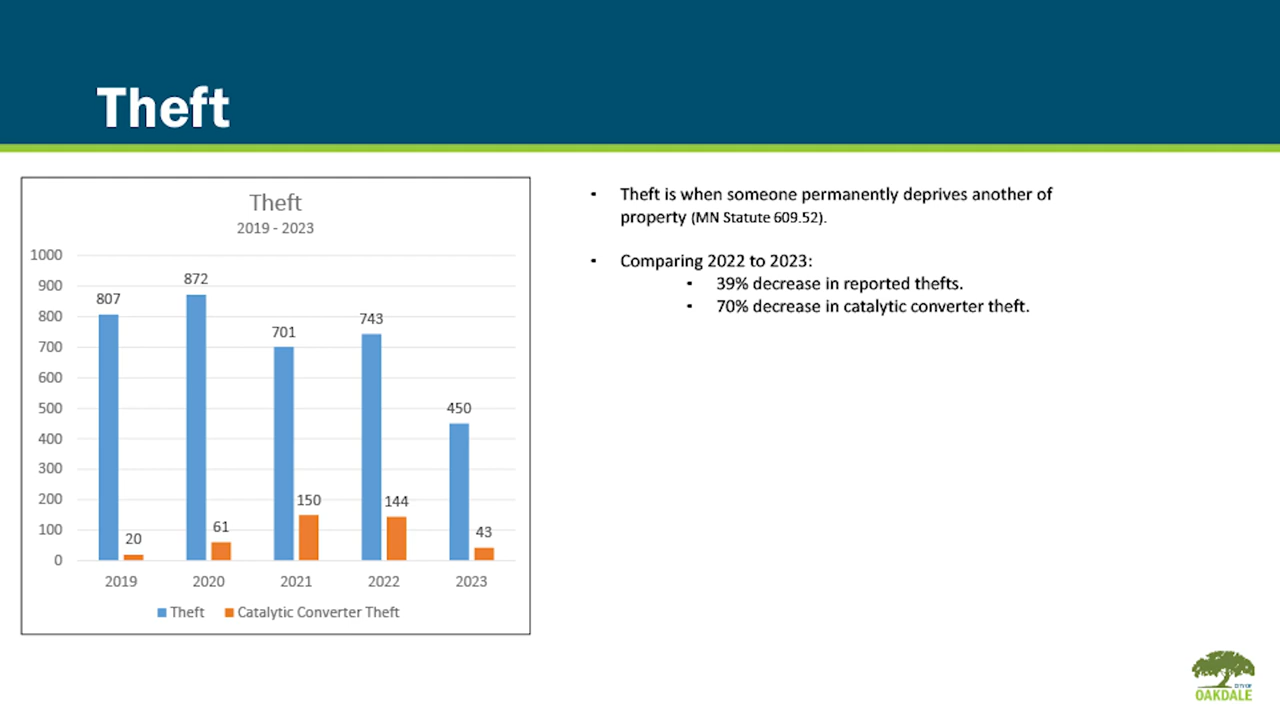 Theft
Theft
2019 - 2023
1000
900
800
700
600
500
400
300
200
100
0
807
872
701
743
450
20
61
150
144
43
2019 2020 2021 2022 2023
Theft Catalytic Converter Theft
• Theft is when someone permanently deprives another of
property (MN Statute 609.52).
• Comparing 2022 to 2023:
• 39% decrease in reported thefts.
• 70% decrease in catalytic converter theft.
CITY OF
OAKDALE